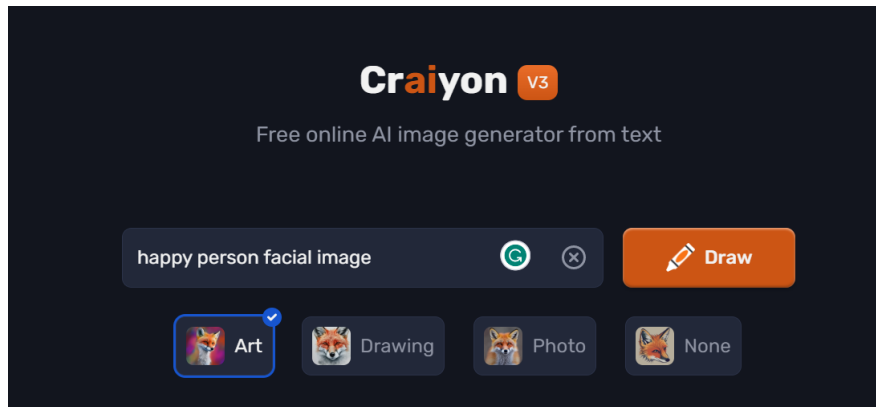 Craiyon V3
Free online AI image generator from text
happy person facial image
Draw
Art Drawing Photo None